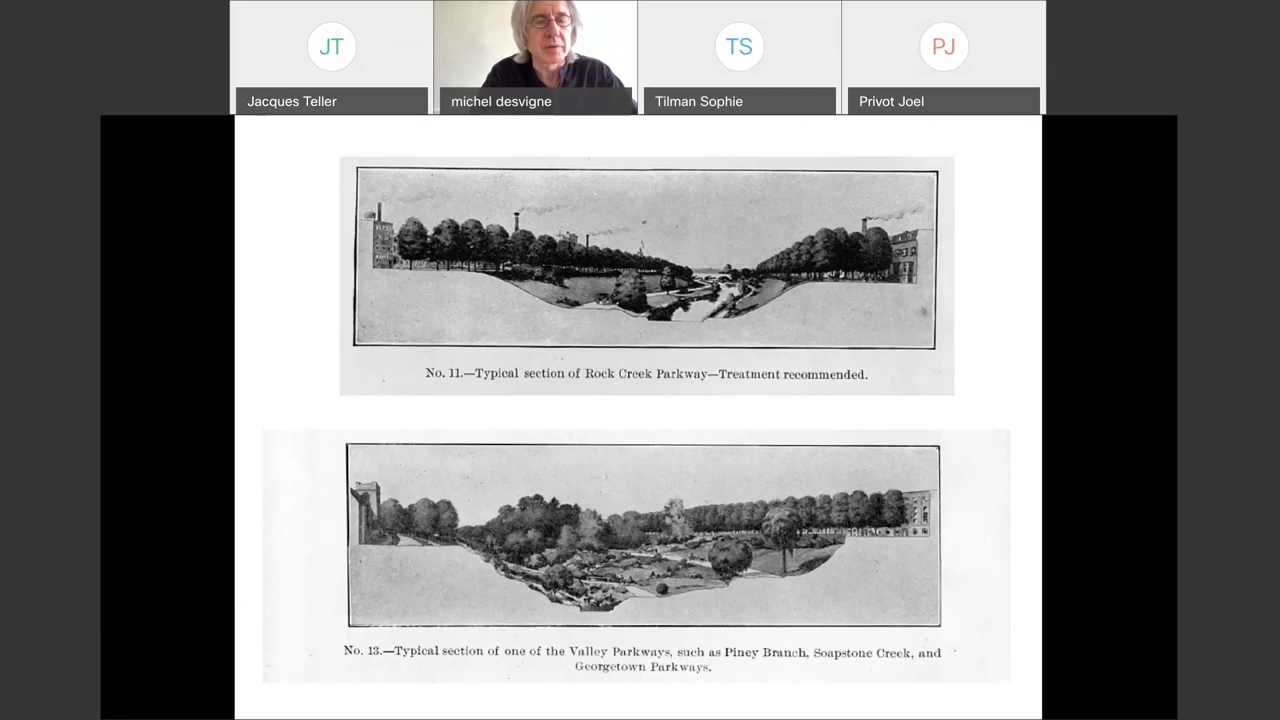 JT
TS
PJ
Jacques Teller
michel desvigne
Tilman Sophie
Privot Joel
No. 11.—Typical section of Rock Creek Parkway—Treatment recommended.
No. 13.—Typical section of one of the Valley Parkways, such as Piney Branch, Soapstone Creek, and
Georgetown Parkways.